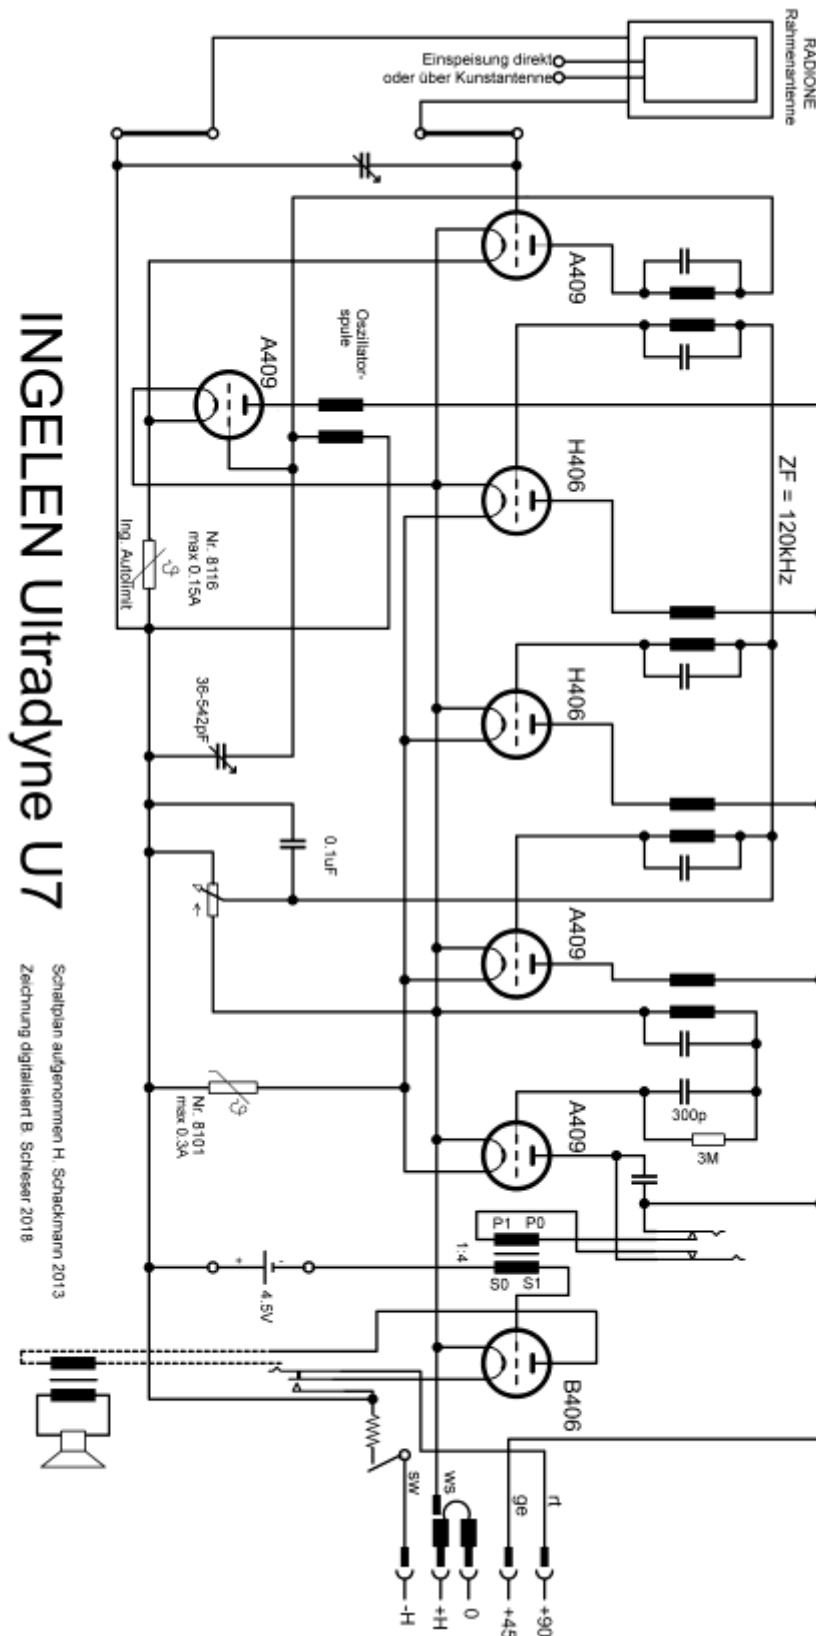 RADIONE
Rahmenantenne
Einspeisung direkt
oder über Kunstantenne
A409
Oszillator-
spule
A409
H406
ZF = 120kHz
Nr. 8116
max 0.15A
Ing. Autolimit
H406
36-542pF
0.1uF
A409
Nr. 8101
max 0.3A
A409
300p
3M
P1 P0
1:4
S0 S1
+ -
4.5V
B406
sw
ws
ge
rt
-H
+H
0
+45
+90
INGELEN Ultradyne U7
Schaltplan aufgenommen H. Schackmann 2013
Zeichnung digitalisiert B. Schleser 2018